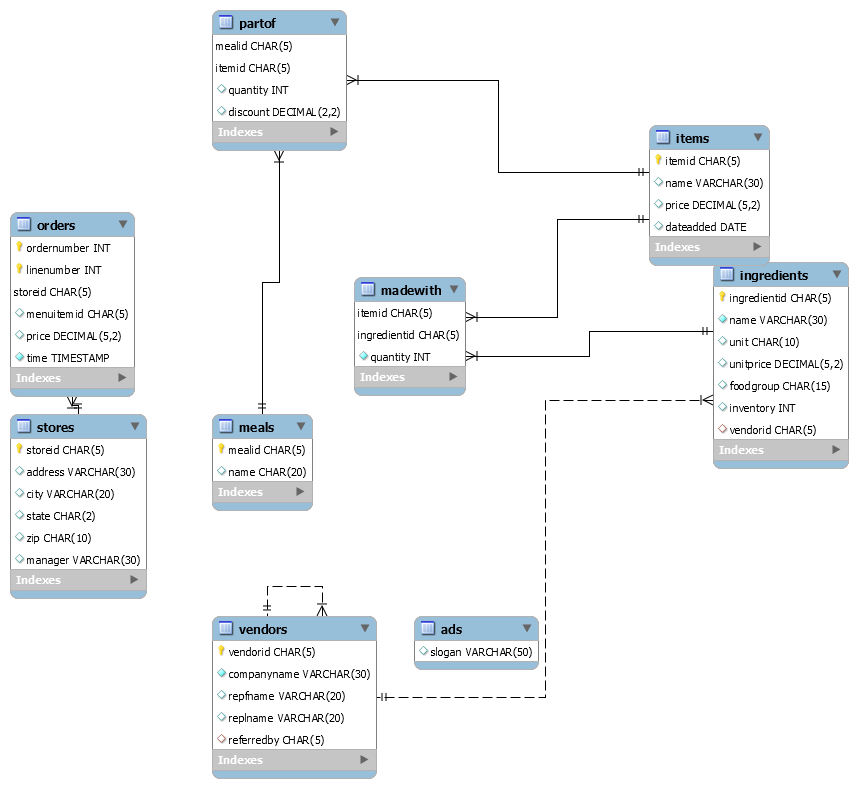 partof
mealid CHAR(5)
itemid CHAR(5)
quantity INT
discount DECIMAL(2,2)
Indexes
items
itemid CHAR(5)
name VARCHAR(30)
price DECIMAL(5,2)
dateadded DATE
Indexes
orders
ordernumber INT
linenumber INT
storeid CHAR(5)
menuitemid CHAR(5)
price DECIMAL(5,2)
time TIMESTAMP
Indexes
madewith
itemid CHAR(5)
ingredientid CHAR(5)
quantity INT
Indexes
ingredients
ingredientid CHAR(5)
name VARCHAR(30)
unit CHAR(10)
unitprice DECIMAL(5,2)
foodgroup CHAR(15)
inventory INT
vendorid CHAR(5)
Indexes
stores
storeid CHAR(5)
address VARCHAR(30)
city VARCHAR(20)
state CHAR(2)
zip CHAR(10)
manager VARCHAR(30)
Indexes
meals
mealid CHAR(5)
name CHAR(20)
Indexes
vendors
vendorid CHAR(5)
companyname VARCHAR(30)
repfname VARCHAR(20)
replname VARCHAR(20)
referredby CHAR(5)
Indexes
ads
slogan VARCHAR(50)